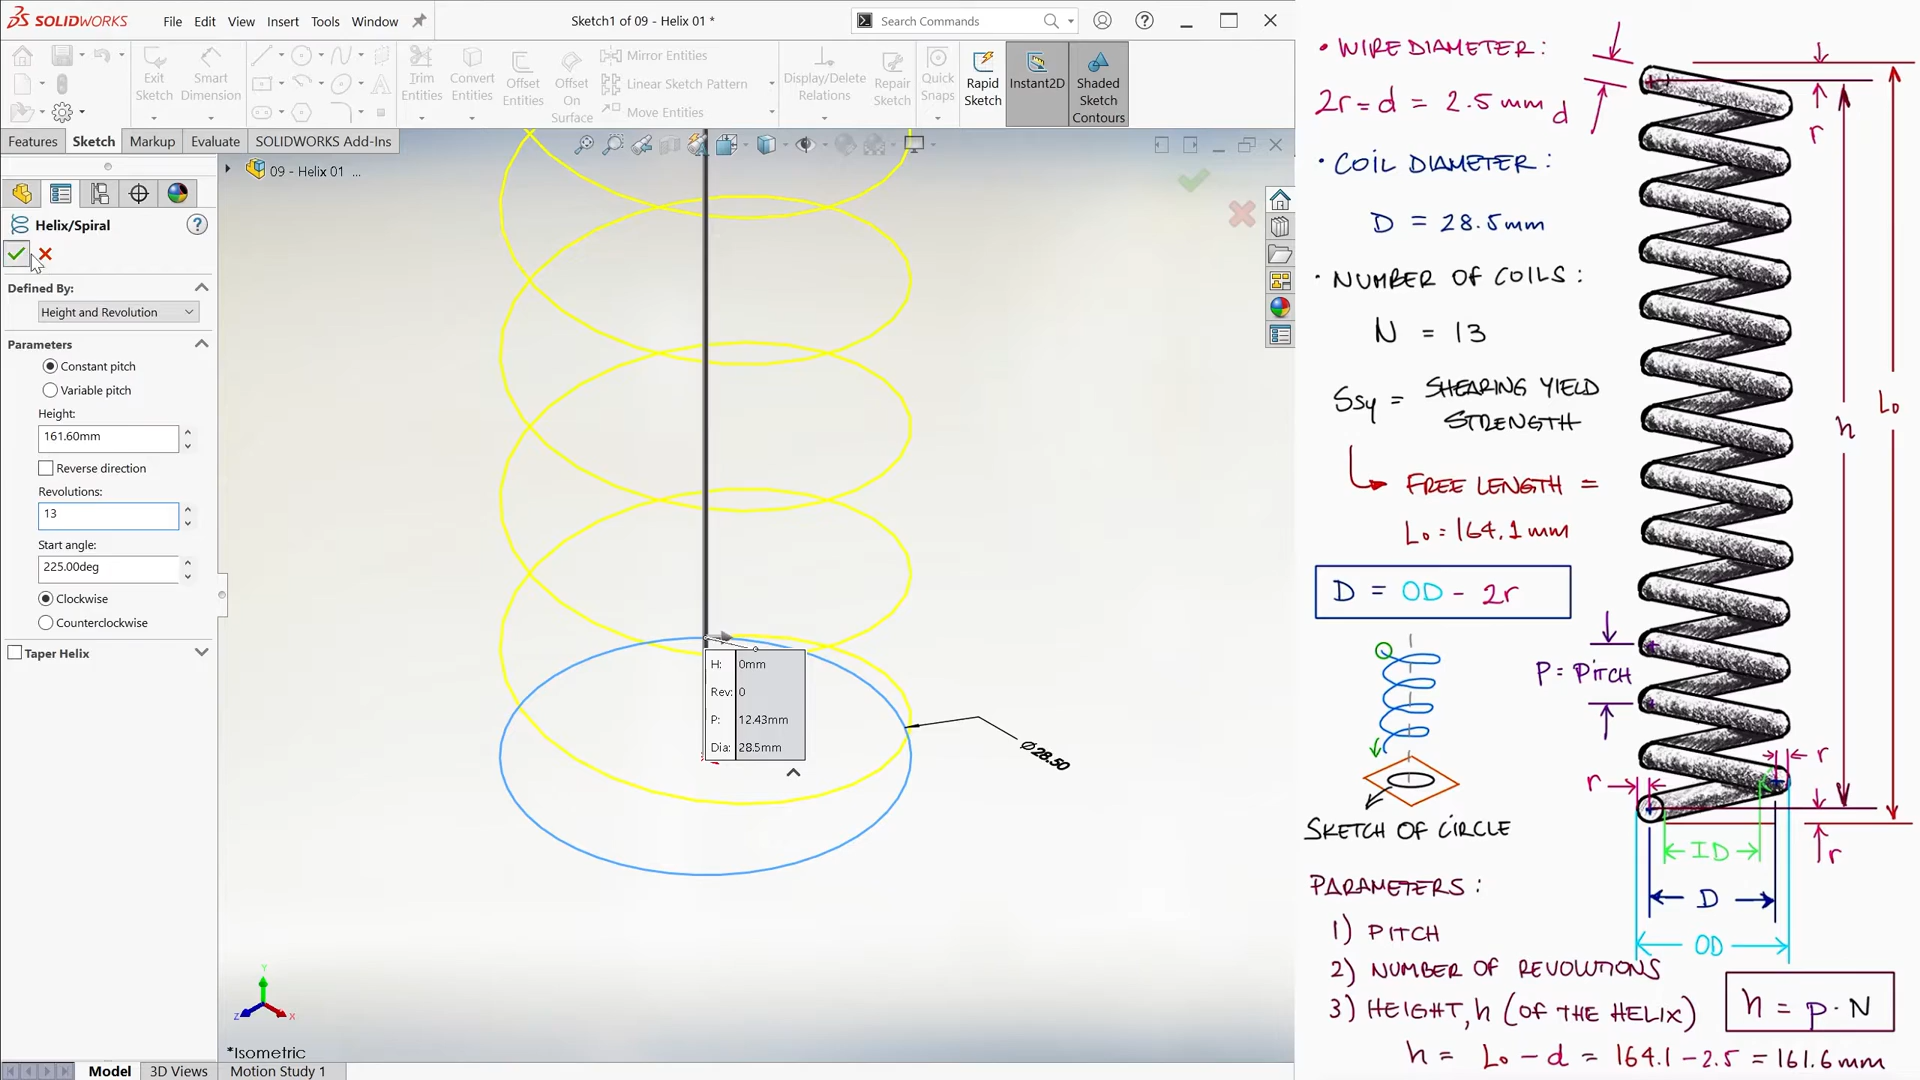 SOLIDWORKS
File Edit View Insert Tools Window
Sketch1 of 09 - Helix 01 *
Search Commands
Exit Sketch
Smart Dimension
Trim Entities
Convert Entities
Offset Entities
Offset On Surface
Mirror Entities
Linear Sketch Pattern
Move Entities
Display/Delete Relations
Repair Sketch
Quick Snaps
Rapid Sketch
Instant2D
Shaded Sketch Contours
Features Sketch Markup Evaluate SOLIDWORKS Add-Ins
09 - Helix 01 ...
Helix/Spiral
Defined By:
Height and Revolution
Parameters
Constant pitch
Variable pitch
Height:
161.60mm
Reverse direction
Revolutions:
13
Start angle:
225.00deg
Clockwise
Counterclockwise
Taper Helix
H: 0mm
Rev: 0
P: 12.43mm
Dia: 28.5mm
Ø28.50
Y
Z
X
*Isometric
Model 3D Views Motion Study 1
• WIRE DIAMETER:
2r = d = 2.5mm
• COIL DIAMETER:
D = 28.5mm
• NUMBER OF COILS:
N = 13
Ssy = SHEARING YIELD
STRENGTH
FREE LENGTH =
Lo = 164.1mm
D = OD - 2r
P = PITCH
SKETCH OF CIRCLE
d
r
h
Lo
r
r
r
ID
D
OD
PARAMETERS:
1) PITCH
2) NUMBER OF REVOLUTIONS
3) HEIGHT, h (OF THE HELIX)
h = p · N
h = Lo - d = 164.1 - 2.5 = 161.6mm